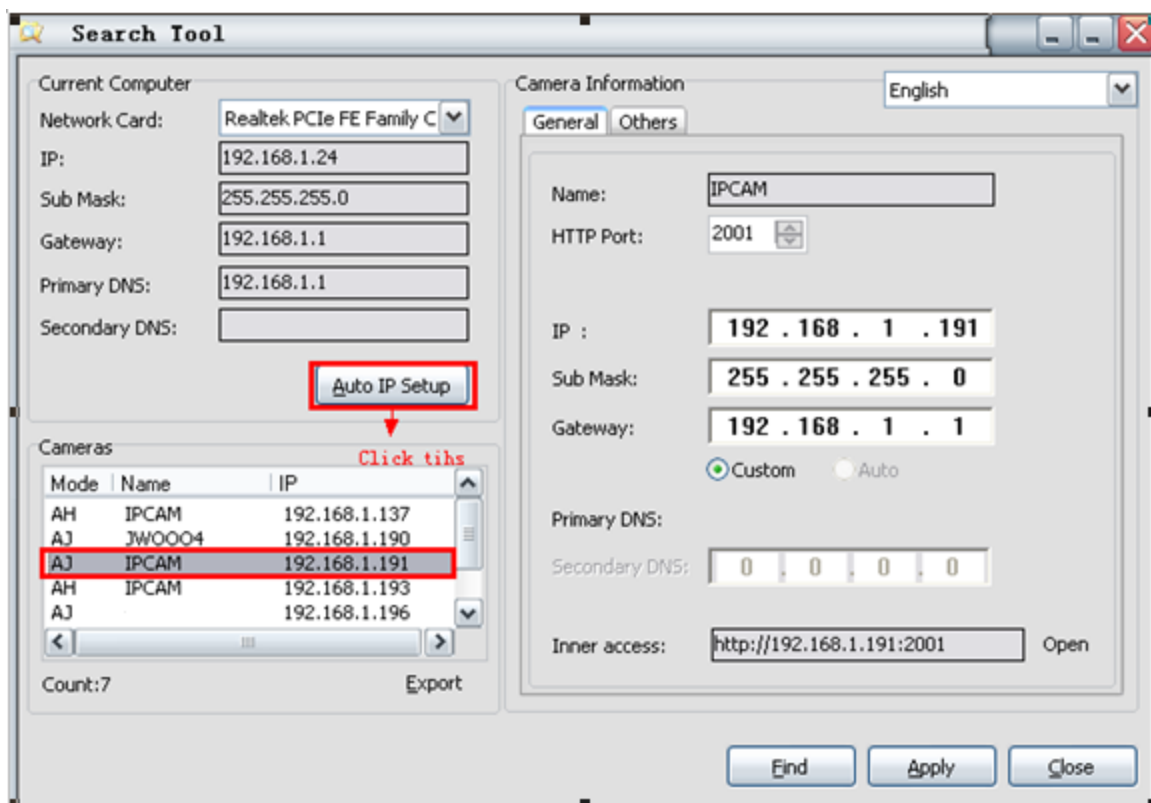 Search Tool
Current Computer
Network Card: Realtek PCIe FE Family C
IP: 192.168.1.24
Sub Mask: 255.255.255.0
Gateway: 192.168.1.1
Primary DNS: 192.168.1.1
Secondary DNS:
Auto IP Setup
Click tihs
Cameras
Mode Name IP
AH IPCAM 192.168.1.137
AJ JWOOO4 192.168.1.190
AJ IPCAM 192.168.1.191
AH IPCAM 192.168.1.193
AJ 192.168.1.196
Count:7 Export
Camera Information
English
General Others
Name: IPCAM
HTTP Port: 2001
IP : 192 . 168 . 1 . 191
Sub Mask: 255 . 255 . 255 . 0
Gateway: 192 . 168 . 1 . 1
Custom Auto
Primary DNS:
Secondary DNS: 0 . 0 . 0 . 0
Inner access: http://192.168.1.191:2001 Open
Find Apply Close